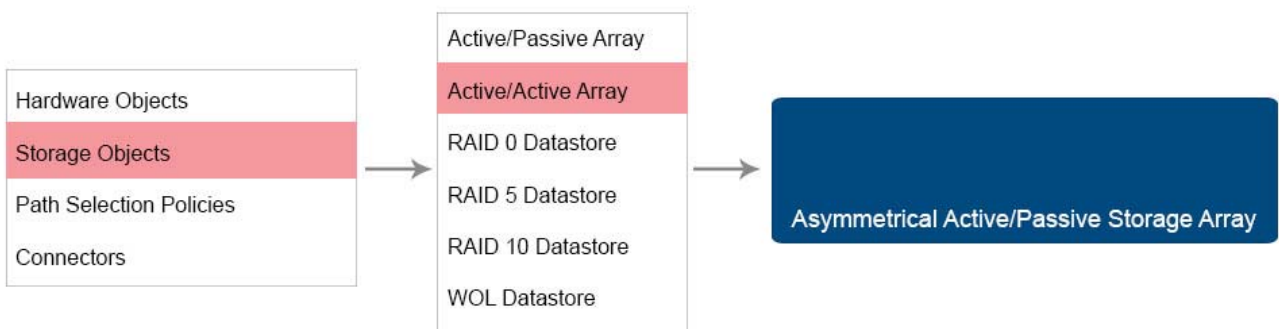 Hardware Objects
Storage Objects
Path Selection Policies
Connectors
Active/Passive Array
Active/Active Array
RAID 0 Datastore
RAID 5 Datastore
RAID 10 Datastore
WOL Datastore
Asymmetrical Active/Passive Storage Array